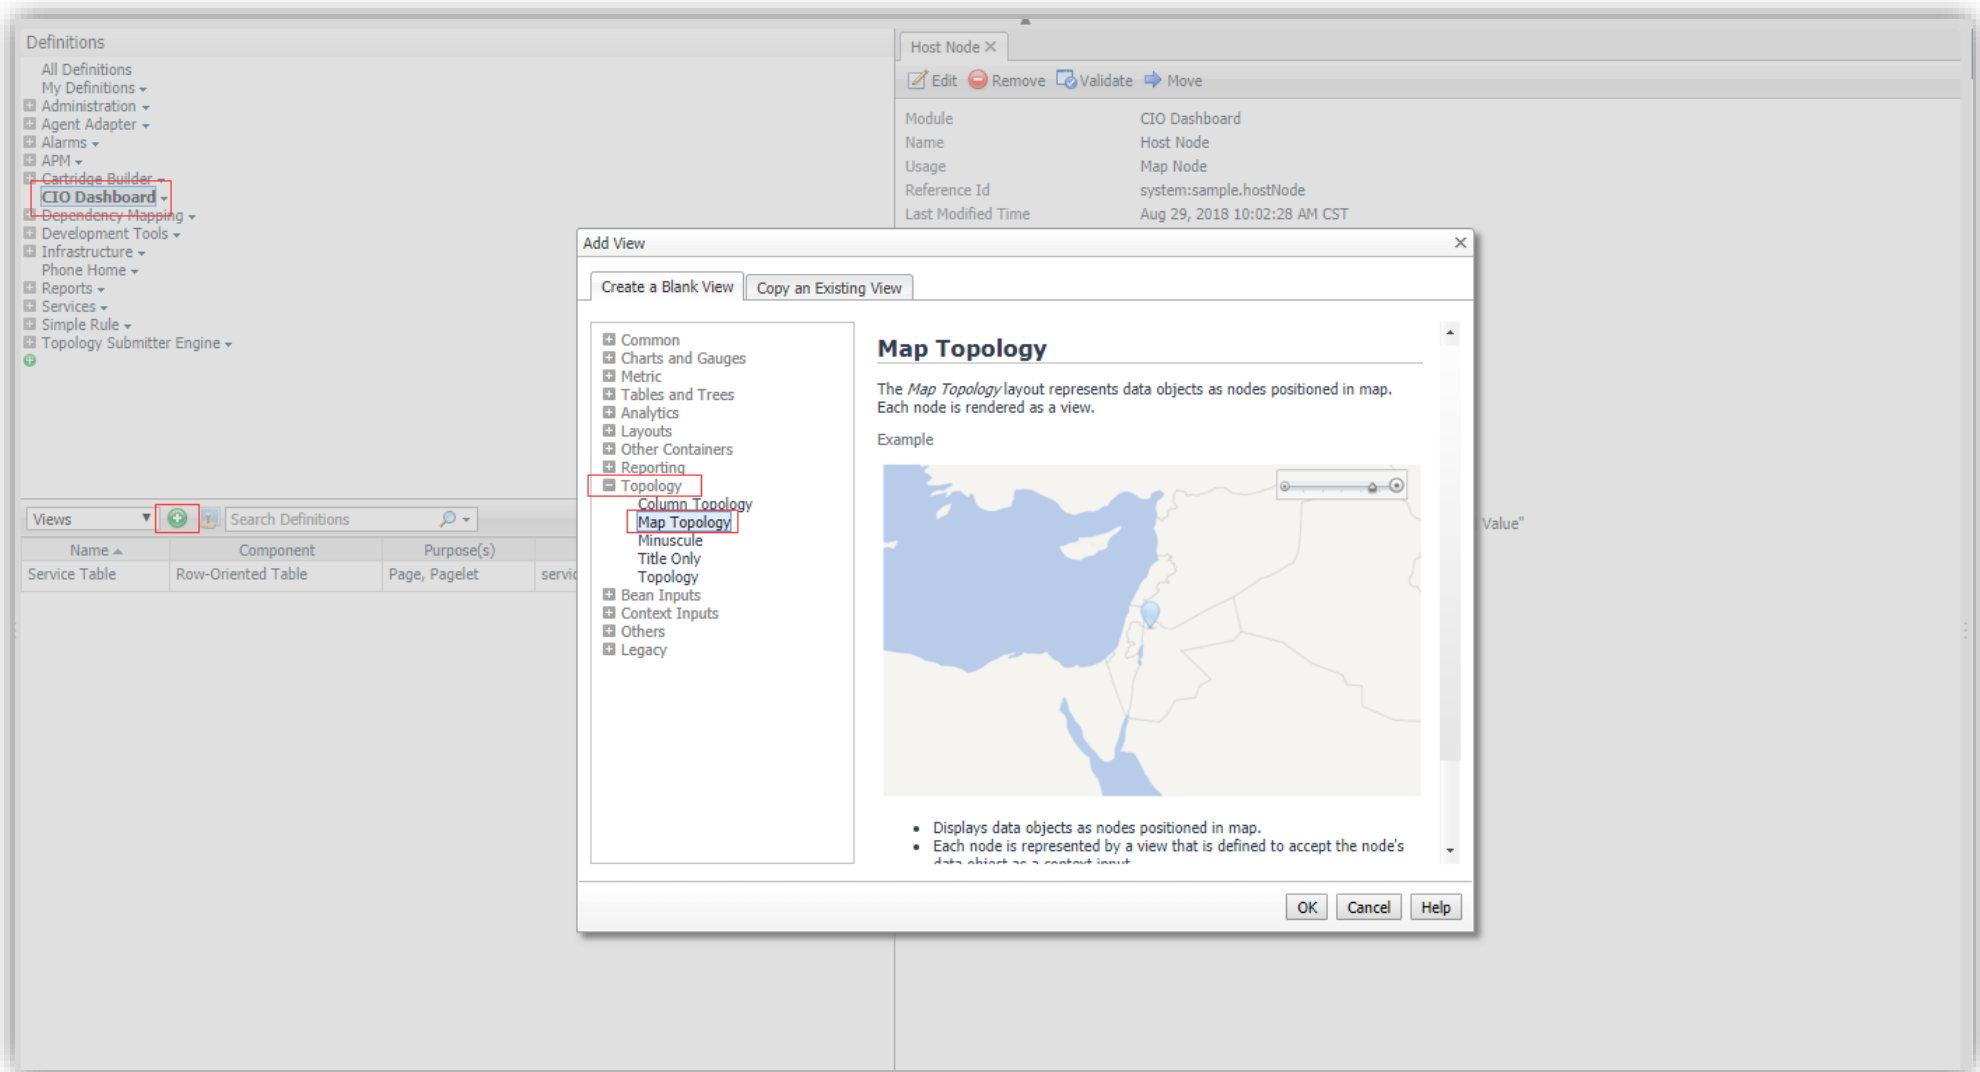 Definitions
All Definitions
My Definitions
Administration
Agent Adapter
Alarms
APM
Cartridge Builder
CIO Dashboard
Dependency Mapping
Development Tools
Infrastructure
Phone Home
Reports
Services
Simple Rule
Topology Submitter Engine
Views
Search Definitions
Name Component Purpose(s)
Service Table Row-Oriented Table Page, Pagelet servic
Host Node
Edit Remove Validate Move
Module CIO Dashboard
Name Host Node
Usage Map Node
Reference Id system:sample.hostNode
Last Modified Time Aug 29, 2018 10:02:28 AM CST
Value"
Add View
Create a Blank View Copy an Existing View
Common
Charts and Gauges
Metric
Tables and Trees
Analytics
Layouts
Other Containers
Reporting
Topology
Column Topology
Map Topology
Minuscule
Title Only
Topology
Bean Inputs
Context Inputs
Others
Legacy
Map Topology
The Map Topology layout represents data objects as nodes positioned in map.
Each node is rendered as a view.
Example
• Displays data objects as nodes positioned in map.
• Each node is represented by a view that is defined to accept the node's
data object as a context input
OK Cancel Help